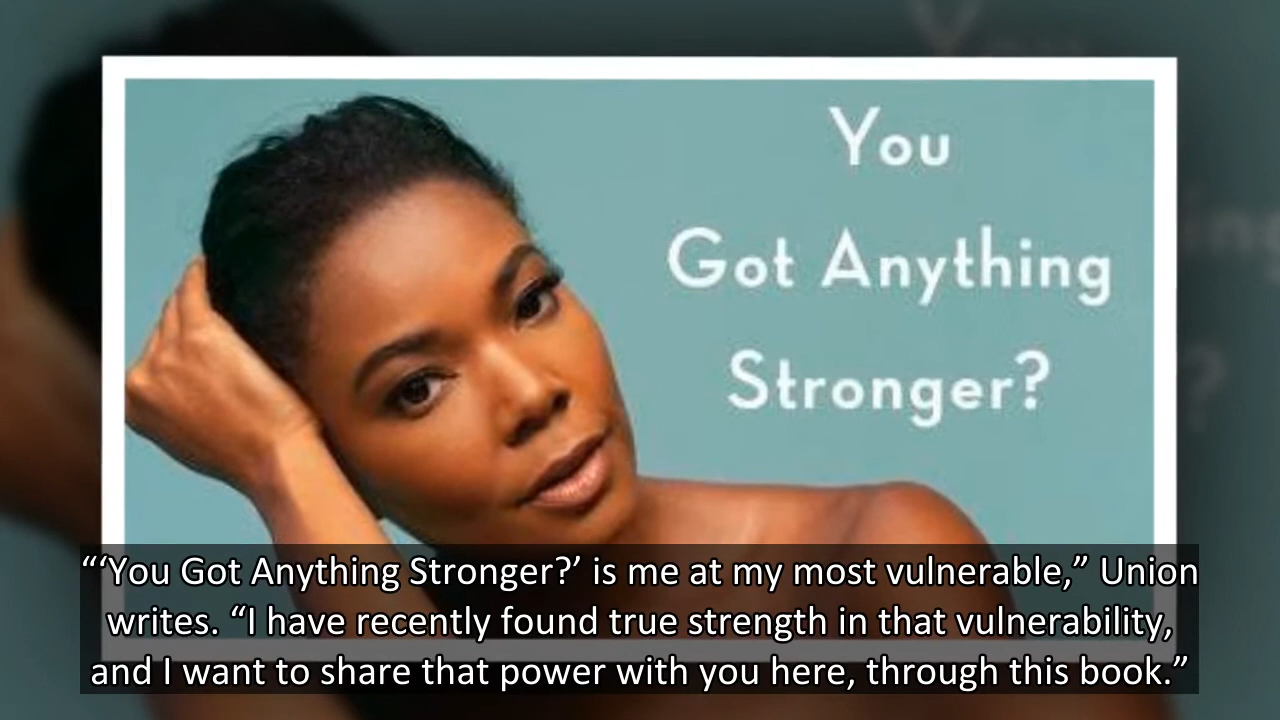 You
Got Anything
Stronger?
“‘You Got Anything Stronger?’ is me at my most vulnerable,” Union
writes. “I have recently found true strength in that vulnerability,
and I want to share that power with you here, through this book.”